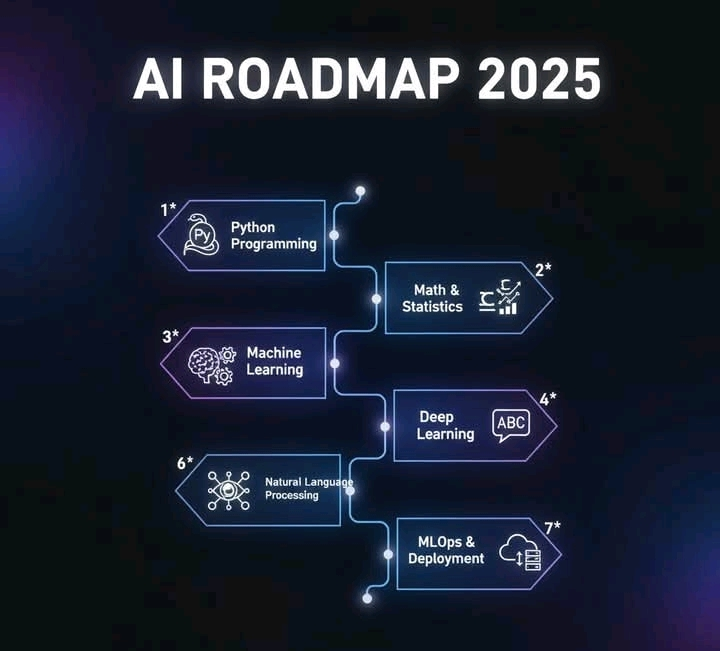 AI ROADMAP 2025
1*
Py
Python
Programming
2*
Math &
Statistics
3*
Machine
Learning
4*
Deep
Learning
ABC
6*
Natural Language
Processing
7*
MLOps &
Deployment